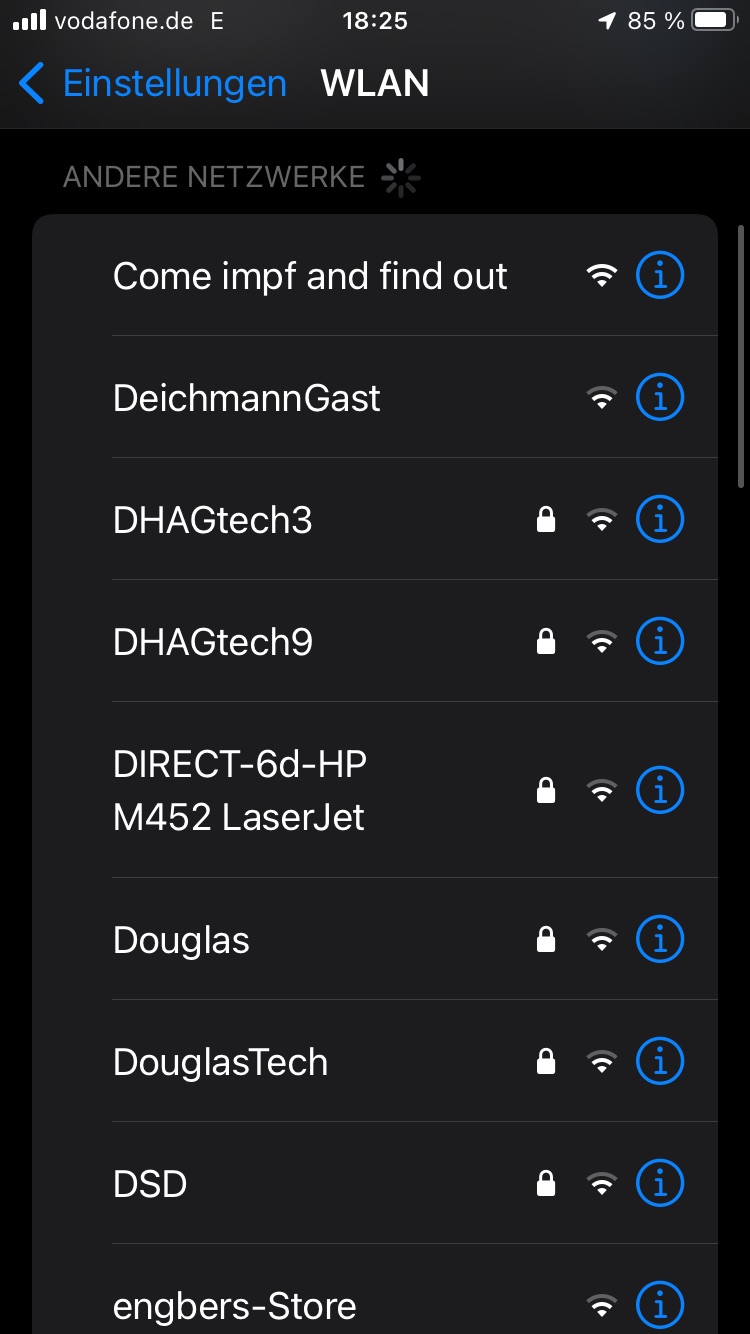 vodafone.de E 18:25 85 %
Einstellungen WLAN
ANDERE NETZWERKE
Come impf and find out
DeichmannGast
DHAGtech3
DHAGtech9
DIRECT-6d-HP
M452 LaserJet
Douglas
DouglasTech
DSD
engbers-Store